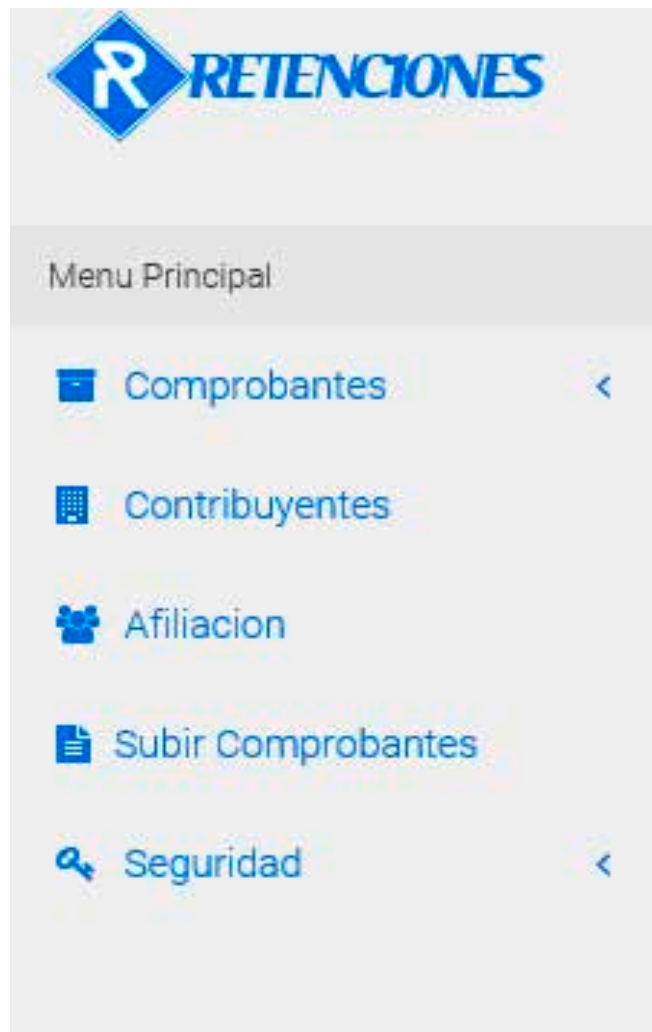 RETENCIONES
Menu Principal
Comprobantes
Contribuyentes
Afiliacion
Subir Comprobantes
Seguridad